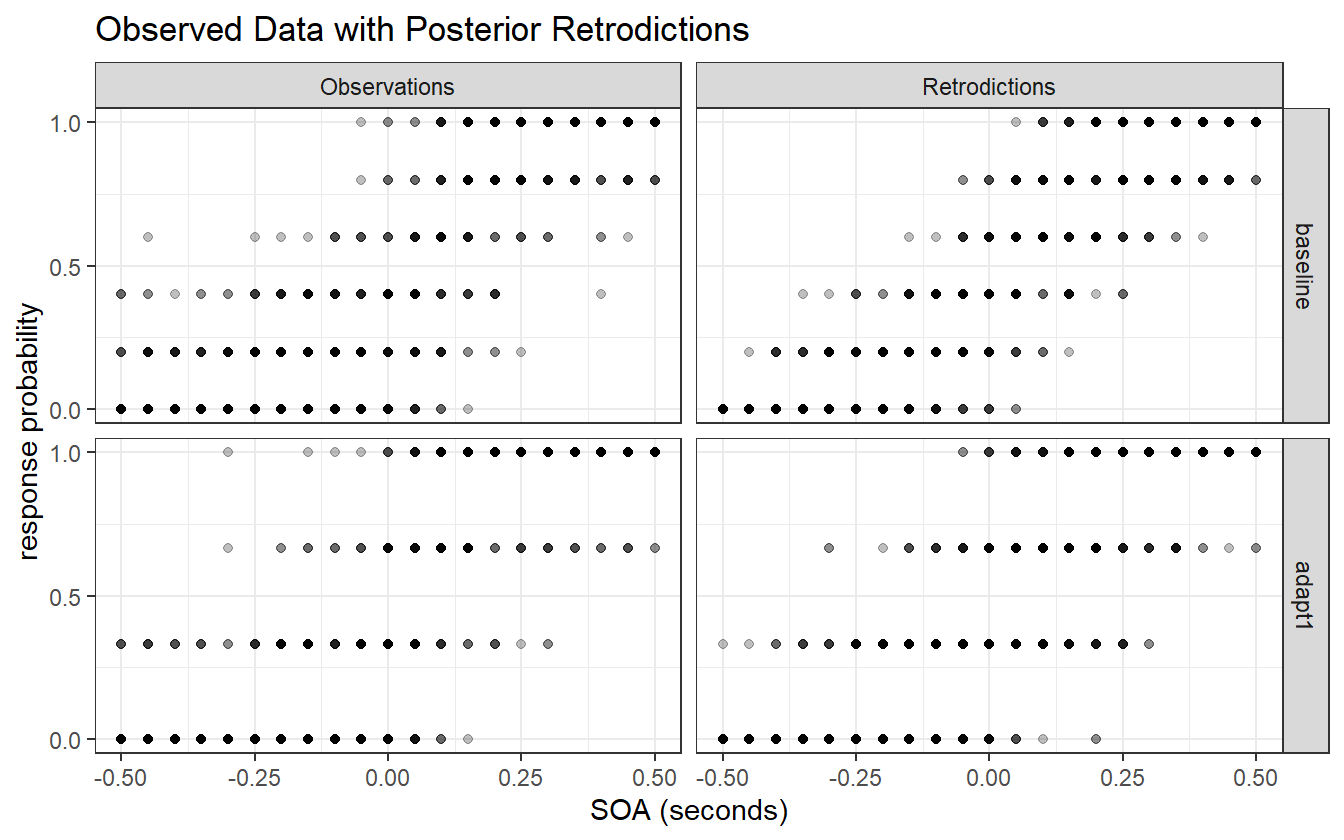 Observed Data with Posterior Retrodictions
Observations
Retrodictions
1.0
0.5
0.0
baseline
1.0
0.5
0.0
adapt1
response probability
-0.50
-0.25
0.00
0.25
0.50
-0.50
-0.25
0.00
0.25
0.50
SOA (seconds)